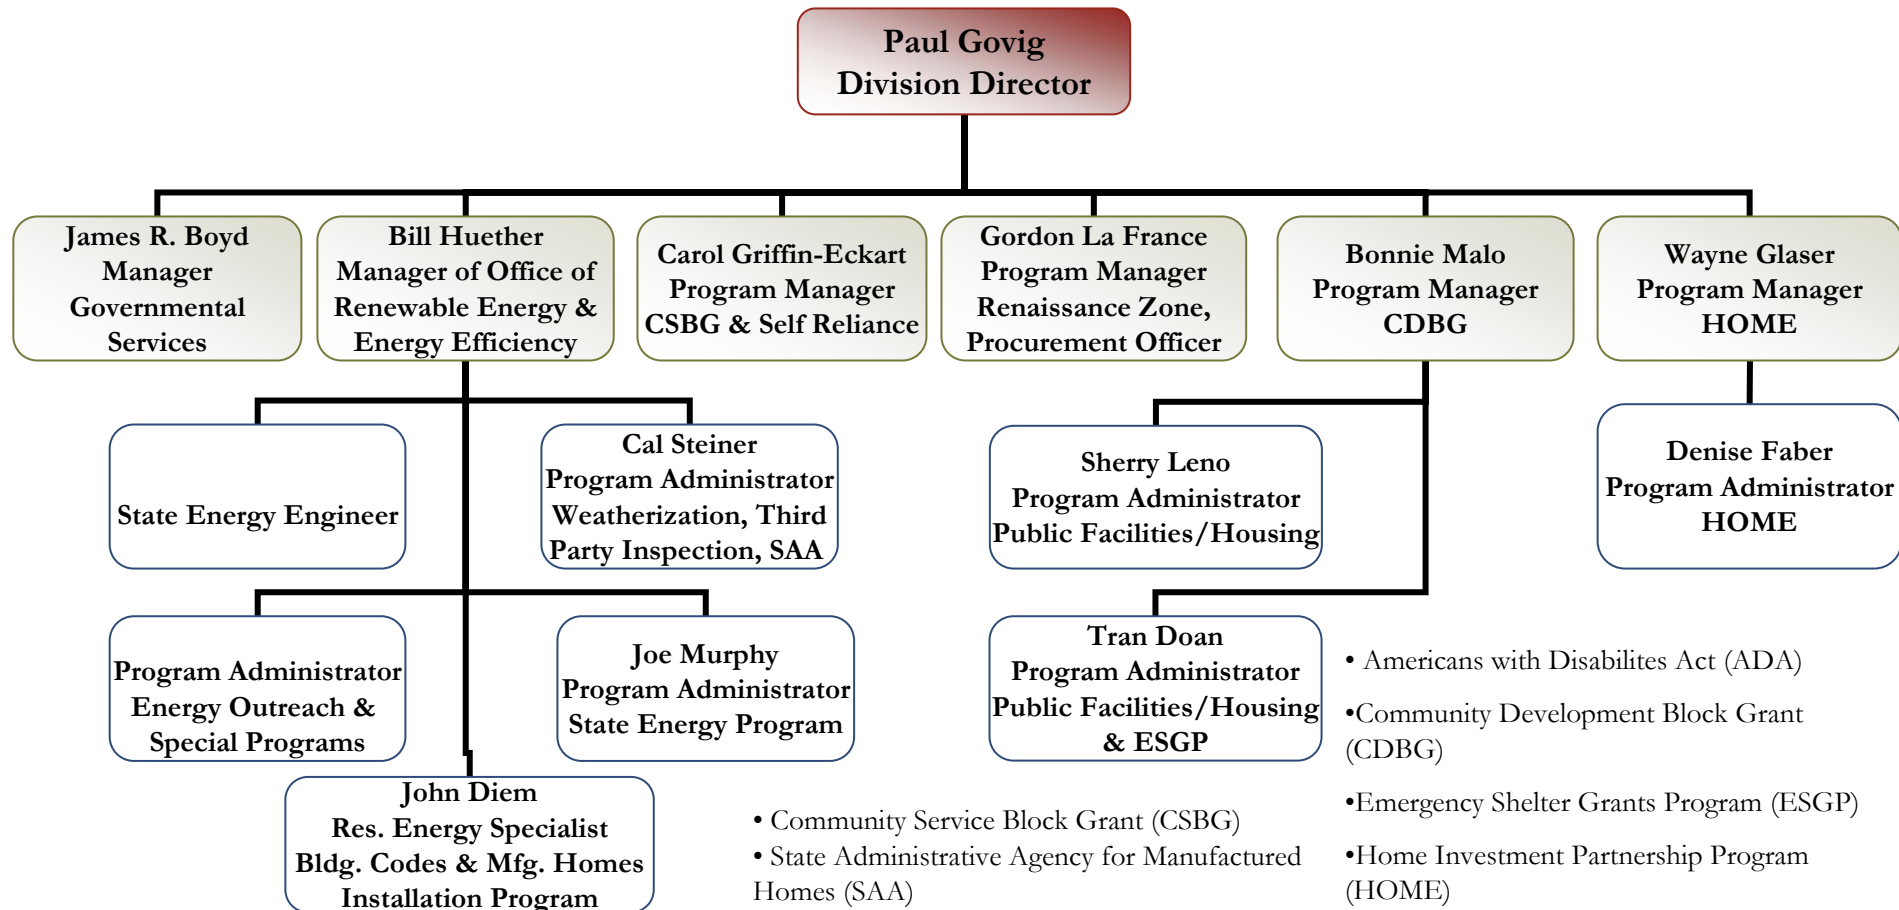 Paul Govig
Division Director
James R. Boyd
Manager
Governmental
Services
Bill Huether
Manager of Office of
Renewable Energy &
Energy Efficiency
Carol Griffin-Eckart
Program Manager
CSBG & Self Reliance
Gordon La France
Program Manager
Renaissance Zone,
Procurement Officer
Bonnie Malo
Program Manager
CDBG
Wayne Glaser
Program Manager
HOME
State Energy Engineer
Cal Steiner
Program Administrator
Weatherization, Third
Party Inspection, SAA
Sherry Leno
Program Administrator
Public Facilities/Housing
Denise Faber
Program Administrator
HOME
Program Administrator
Energy Outreach &
Special Programs
Joe Murphy
Program Administrator
State Energy Program
Tran Doan
Program Administrator
Public Facilities/Housing
& ESGP
John Diem
Res. Energy Specialist
Bldg. Codes & Mfg. Homes
Installation Program
• Community Service Block Grant (CSBG)
• State Administrative Agency for Manufactured
Homes (SAA)
• Americans with Disabilites Act (ADA)
•Community Development Block Grant
(CDBG)
•Emergency Shelter Grants Program (ESGP)
•Home Investment Partnership Program
(HOME)